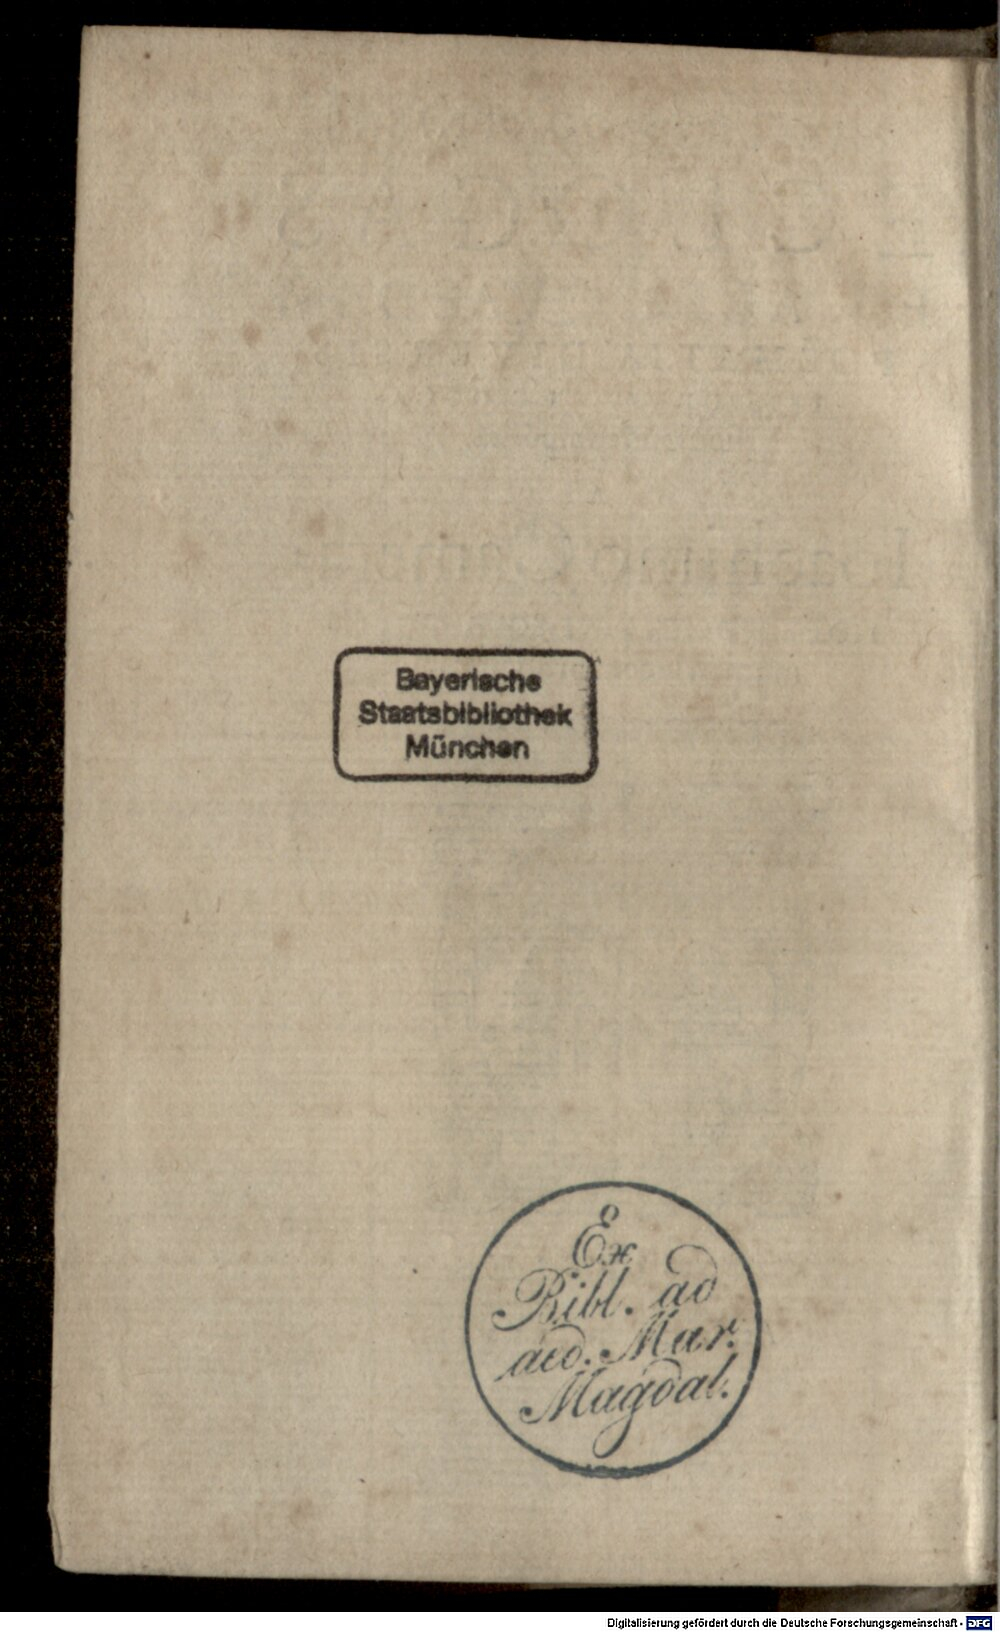 Bayerische
Staatsbibliothek
München
Ex
Bibl. ad
aed. Mar.
Magdal.
Digitalisierung gefördert durch die Deutsche Forschungsgemeinschaft - DFG